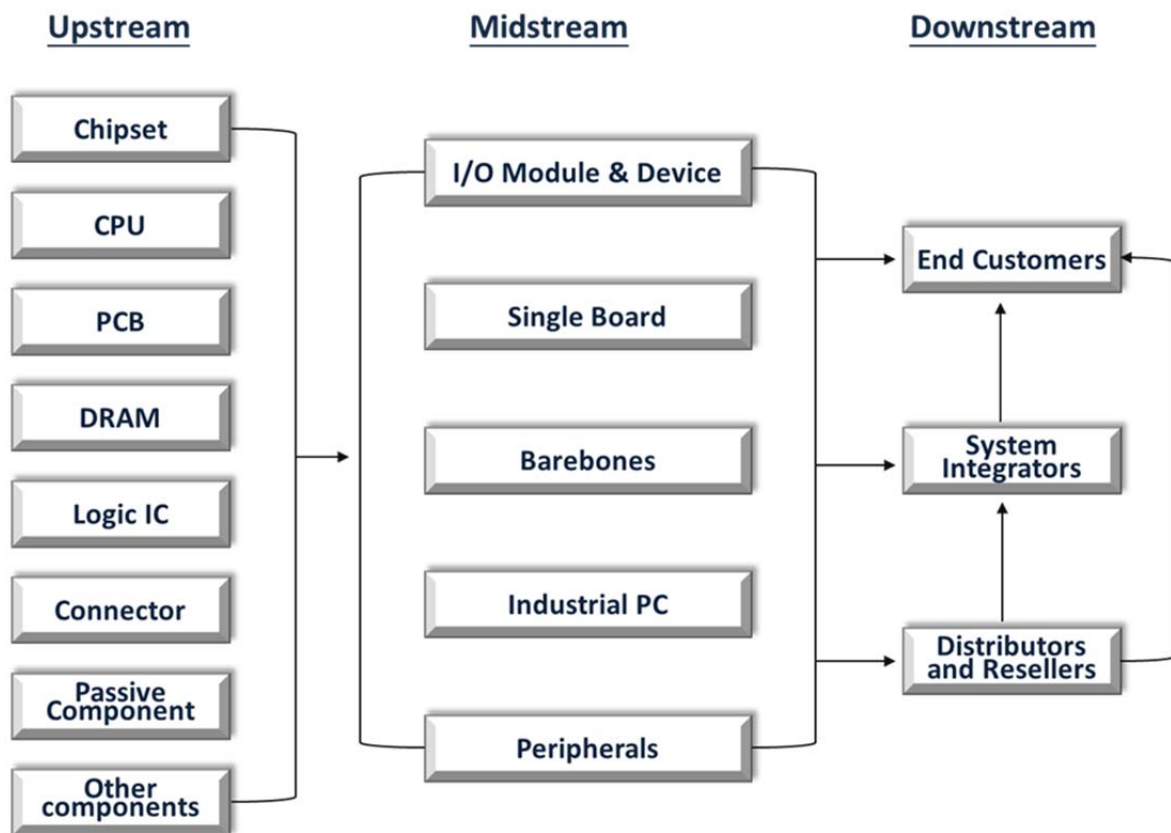 Upstream
Midstream
Downstream
Chipset
CPU
PCB
DRAM
Logic IC
Connector
Passive
Component
Other
components
I/O Module & Device
Single Board
Barebones
Industrial PC
Peripherals
End Customers
System
Integrators
Distributors
and Resellers